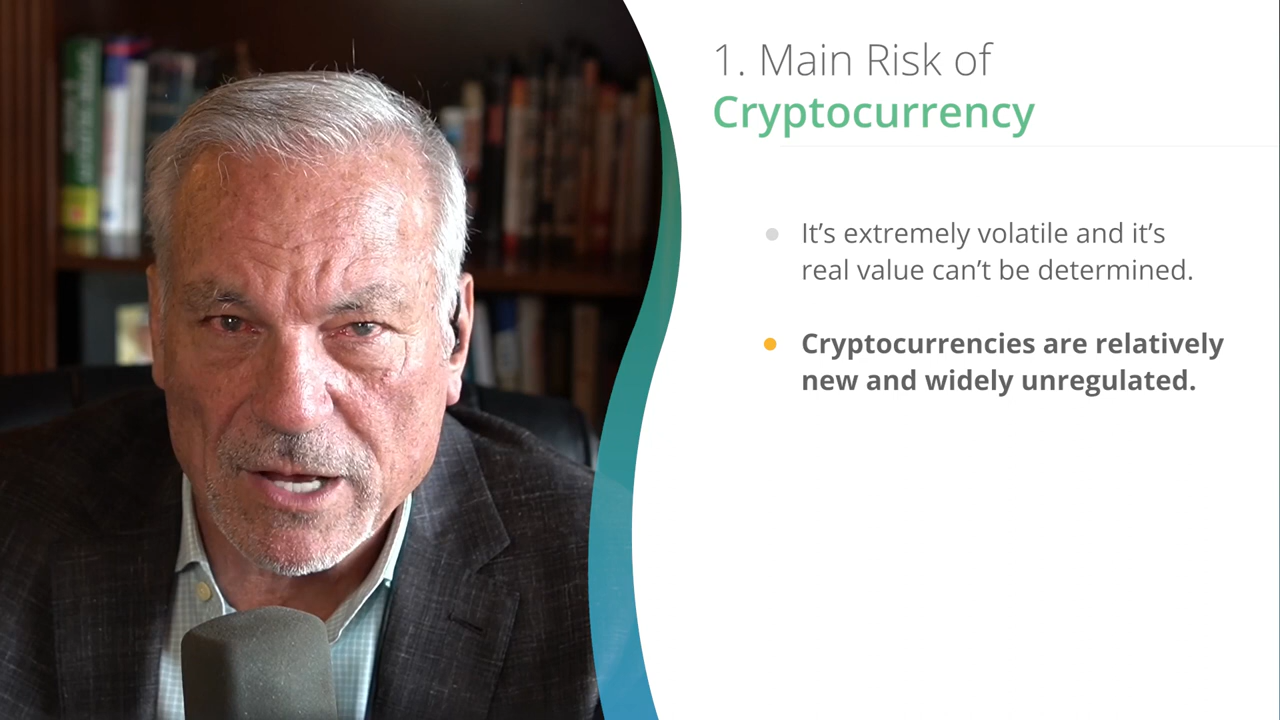 1. Main Risk of
Cryptocurrency
It’s extremely volatile and it’s
real value can’t be determined.
Cryptocurrencies are relatively
new and widely unregulated.